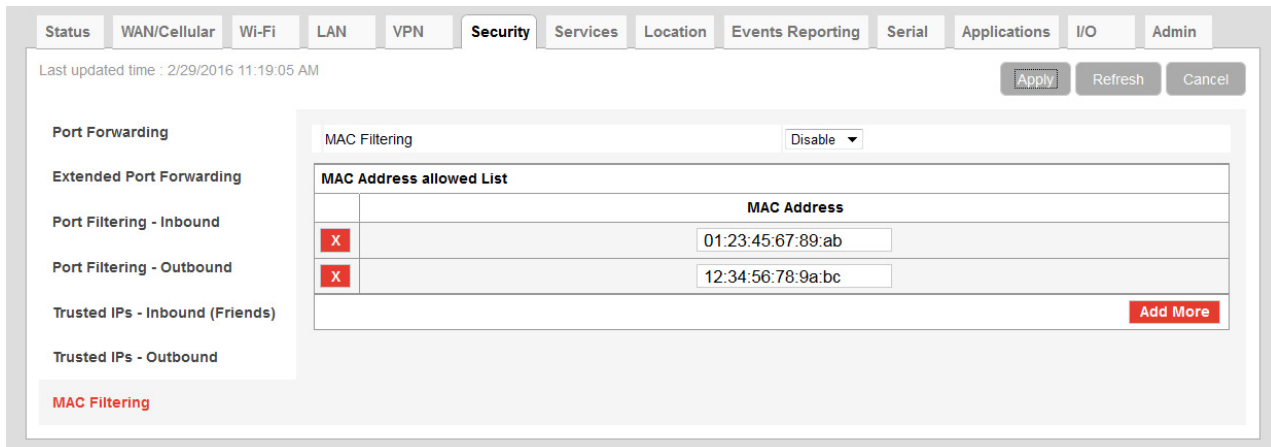 Status WAN/Cellular Wi-Fi LAN VPN Security Services Location Events Reporting Serial Applications I/O Admin
Last updated time : 2/29/2016 11:19:05 AM
Apply Refresh Cancel
Port Forwarding
Extended Port Forwarding
Port Filtering - Inbound
Port Filtering - Outbound
Trusted IPs - Inbound (Friends)
Trusted IPs - Outbound
MAC Filtering
MAC Filtering Disable
MAC Address allowed List
MAC Address
X 01:23:45:67:89:ab
X 12:34:56:78:9a:bc
Add More